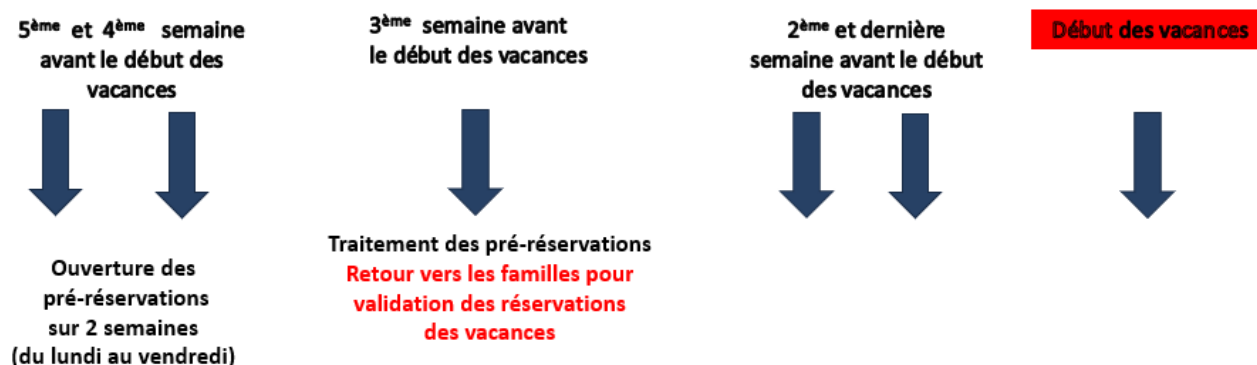 5ème et 4ème semaine
avant le début des
vacances
3ème semaine avant
le début des vacances
2ème et dernière
semaine avant le début
des vacances
Début des vacances
Ouverture des
pré-réservations
sur 2 semaines
(du lundi au vendredi)
Traitement des pré-réservations
Retour vers les familles pour
validation des réservations
des vacances